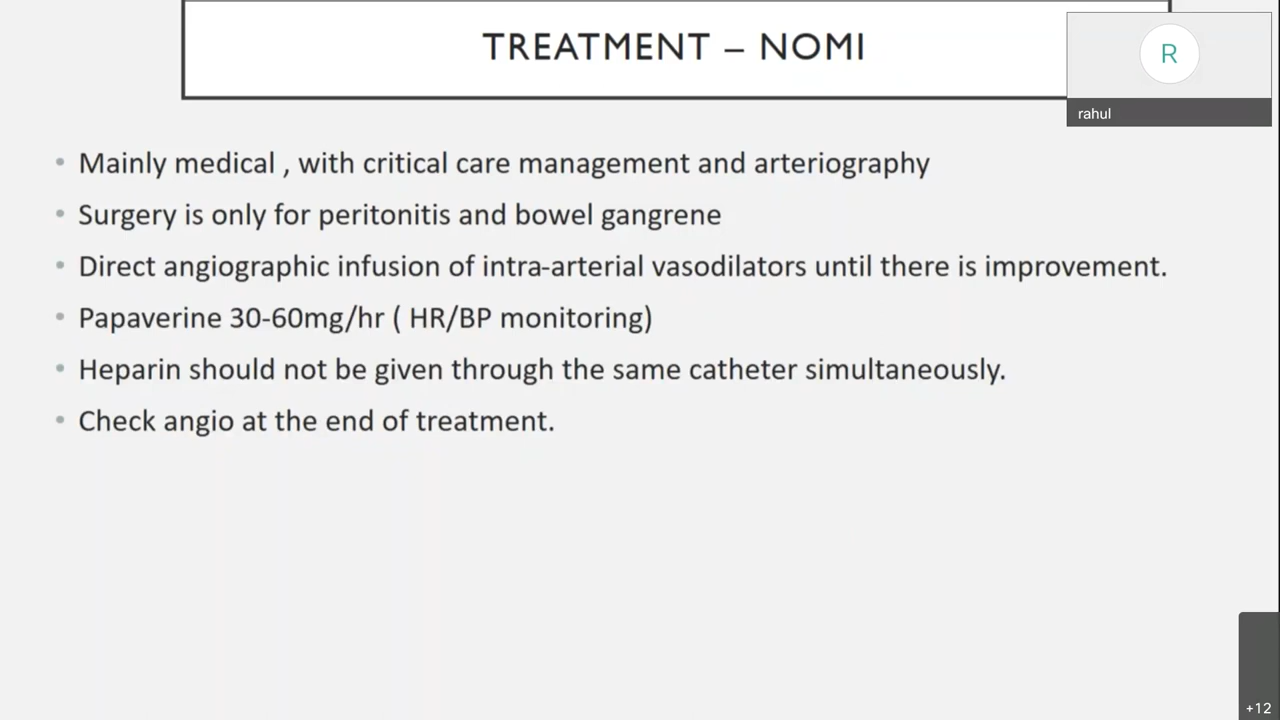 TREATMENT – NOMI
R
rahul
• Mainly medical , with critical care management and arteriography
• Surgery is only for peritonitis and bowel gangrene
• Direct angiographic infusion of intra-arterial vasodilators until there is improvement.
• Papaverine 30-60mg/hr ( HR/BP monitoring)
• Heparin should not be given through the same catheter simultaneously.
• Check angio at the end of treatment.
+12